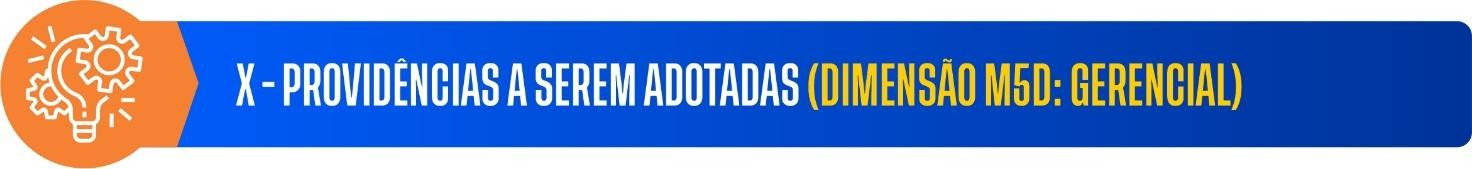 X - PROVIDÊNCIAS A SEREM ADOTADAS (DIMENSÃO M5D: GERENCIAL)